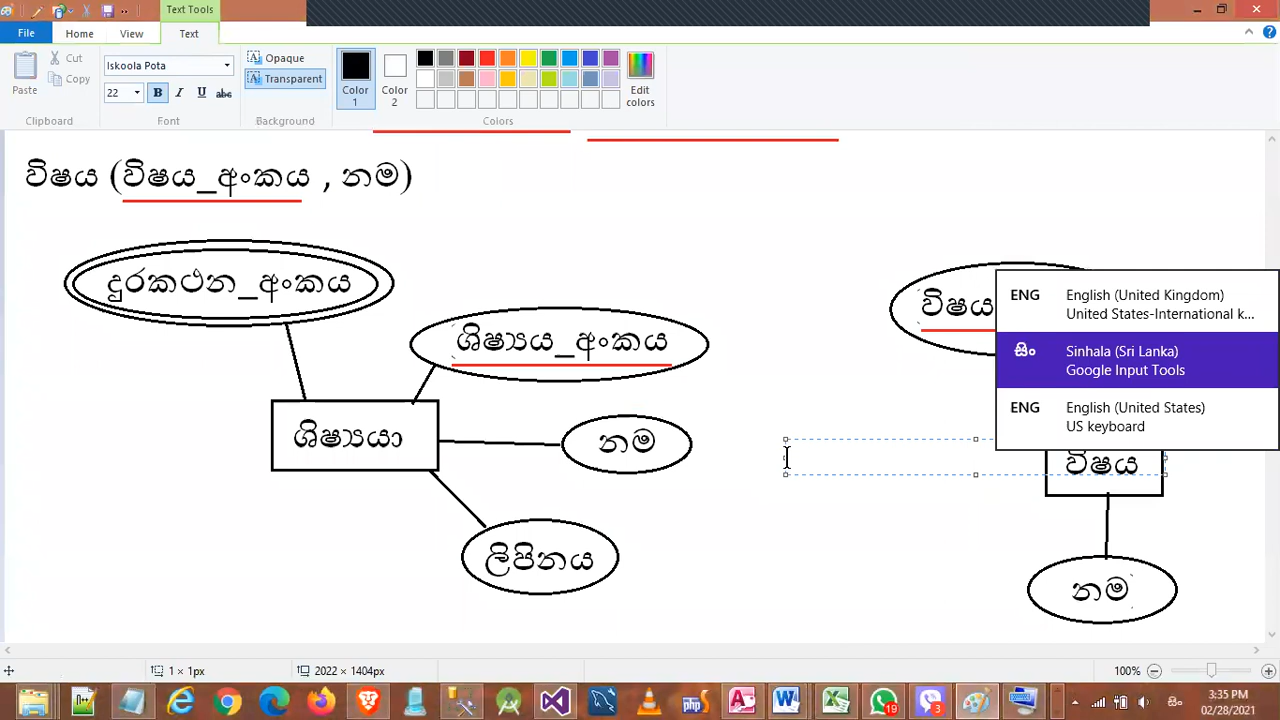 Text Tools
File Home View Text
Paste
Cut
Copy
Clipboard
Iskoola Pota
22 B I U abc
Font
Opaque
Transparent
Background
Color 1
Color 2
Colors
Edit colors
විෂය (විෂය_අංකය , නම)
දුරකථන_අංකය
ශිෂ්‍යය_අංකය
ශිෂ්‍යයා
නම
ලිපිනය
විෂය
ENG English (United Kingdom)
United States-International k...
සිං Sinhala (Sri Lanka)
Google Input Tools
ENG English (United States)
US keyboard
විෂය
නම
1 × 1px
2022 × 1404px
100%
19
3
සිං
3:35 PM
02/28/2021